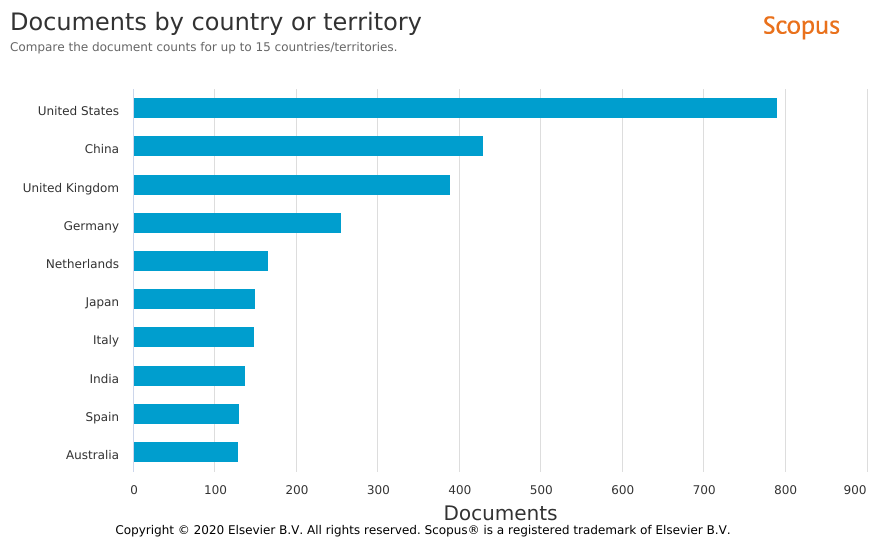 Documents by country or territory
Scopus
Compare the document counts for up to 15 countries/territories.
United States
China
United Kingdom
Germany
Netherlands
Japan
Italy
India
Spain
Australia
0 100 200 300 400 500 600 700 800 900
Documents
Copyright © 2020 Elsevier B.V. All rights reserved. Scopus® is a registered trademark of Elsevier B.V.